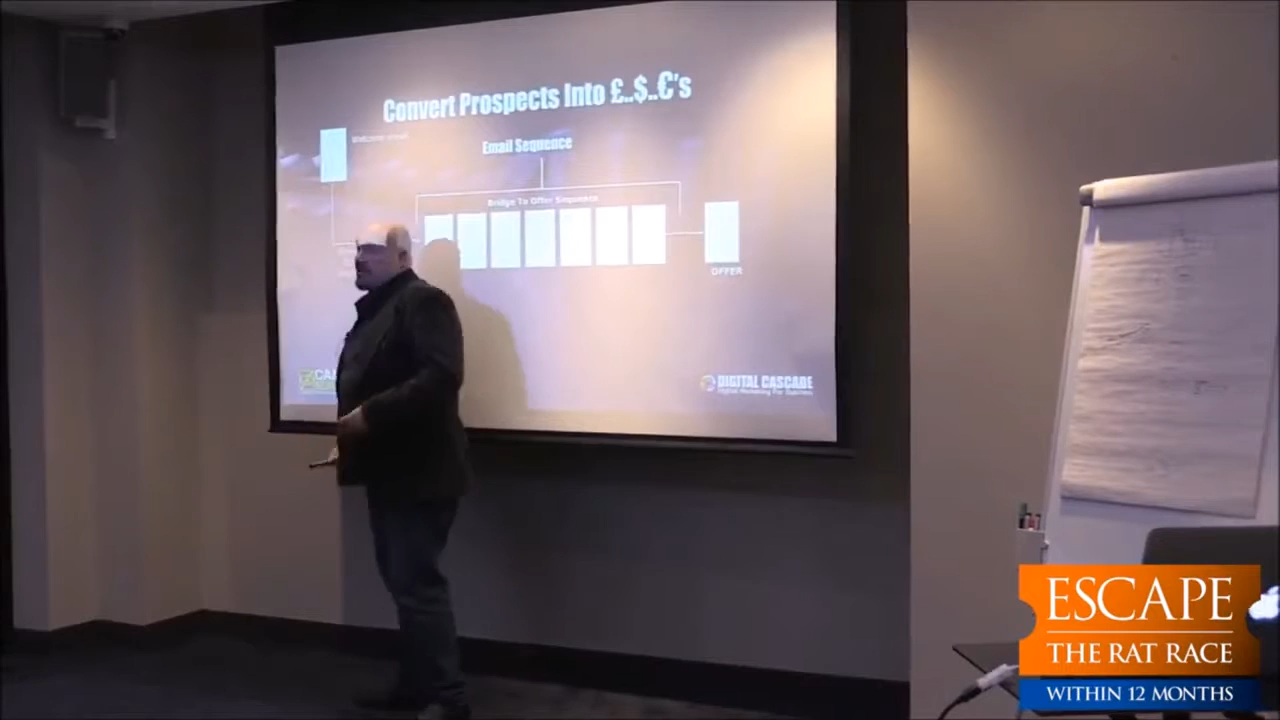 Convert Prospects Into £..$..€'s
Email Sequence
Bridge To Offer Sequence
OFFER
DIGITAL CASCADE
Digital Marketing For Business
ESCAPE
THE RAT RACE
WITHIN 12 MONTHS